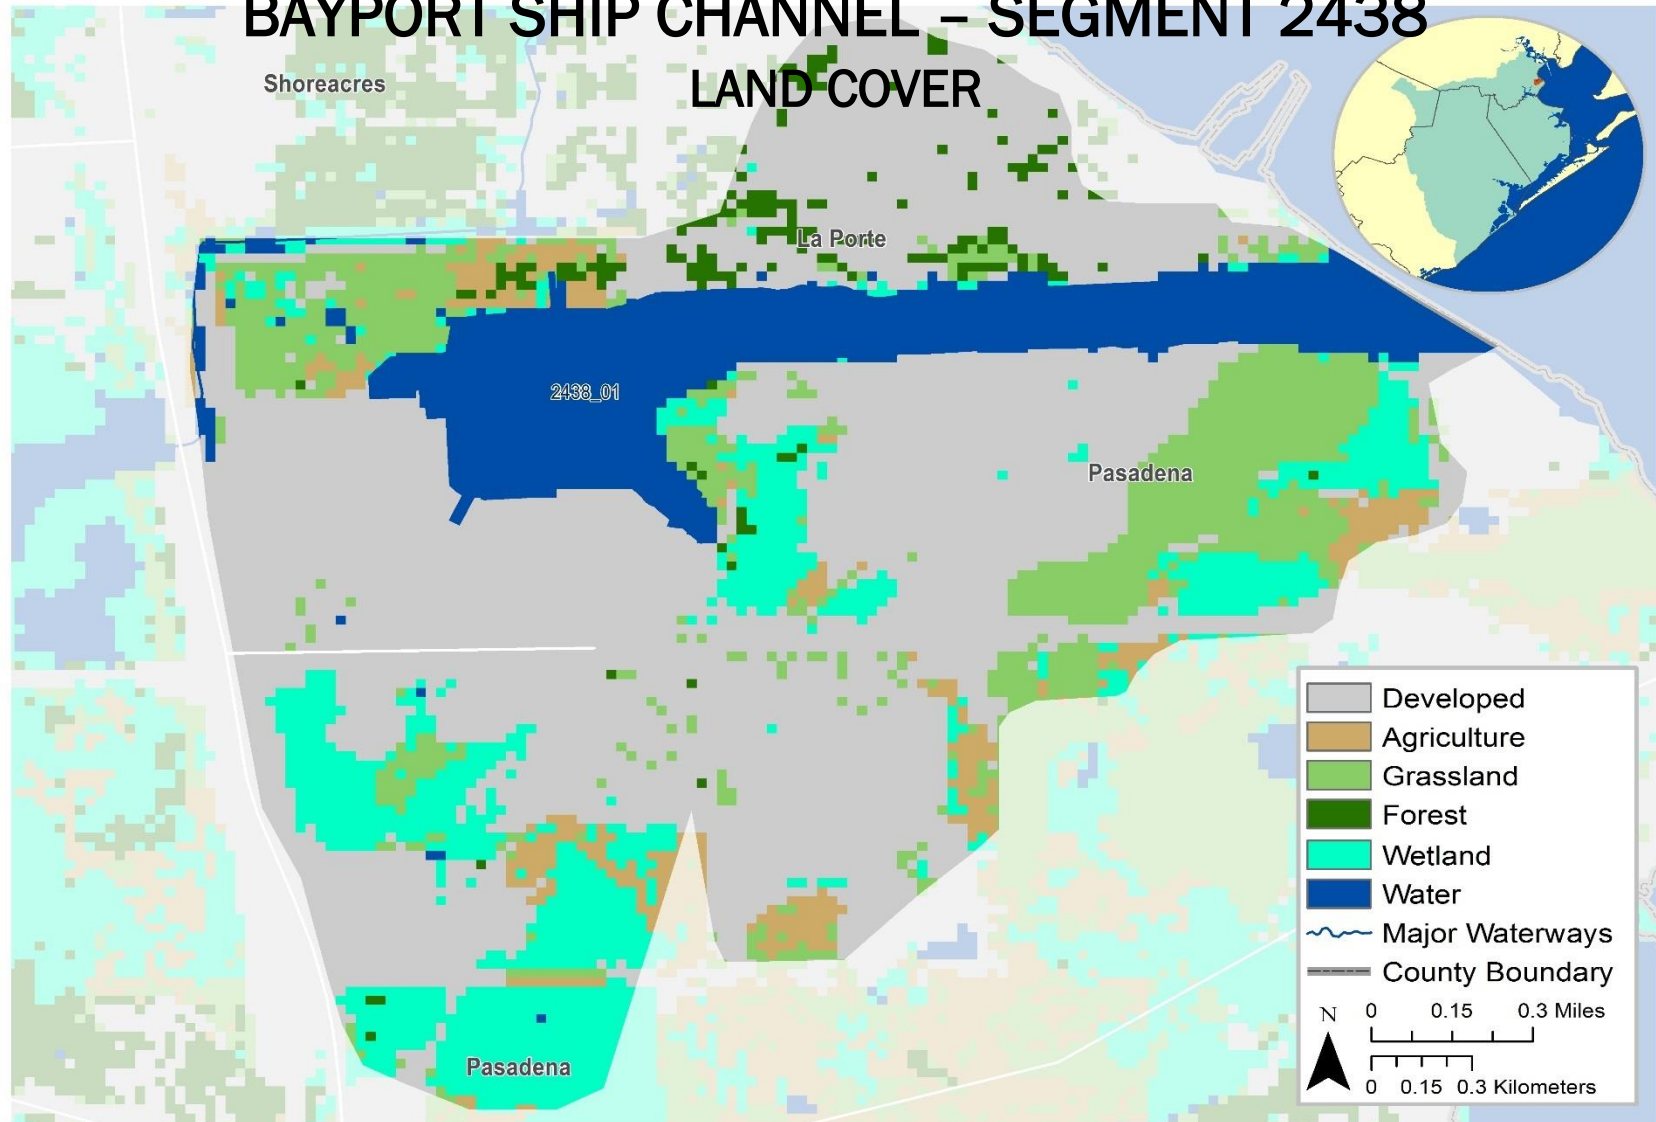 BAYPORT SHIP CHANNEL – SEGMENT 2438
LAND COVER
Shoreacres
La Porte
2438_01
Pasadena
Developed
Agriculture
Grassland
Forest
Wetland
Water
Major Waterways
County Boundary
N
0 0.15 0.3 Miles
0 0.15 0.3 Kilometers
Pasadena